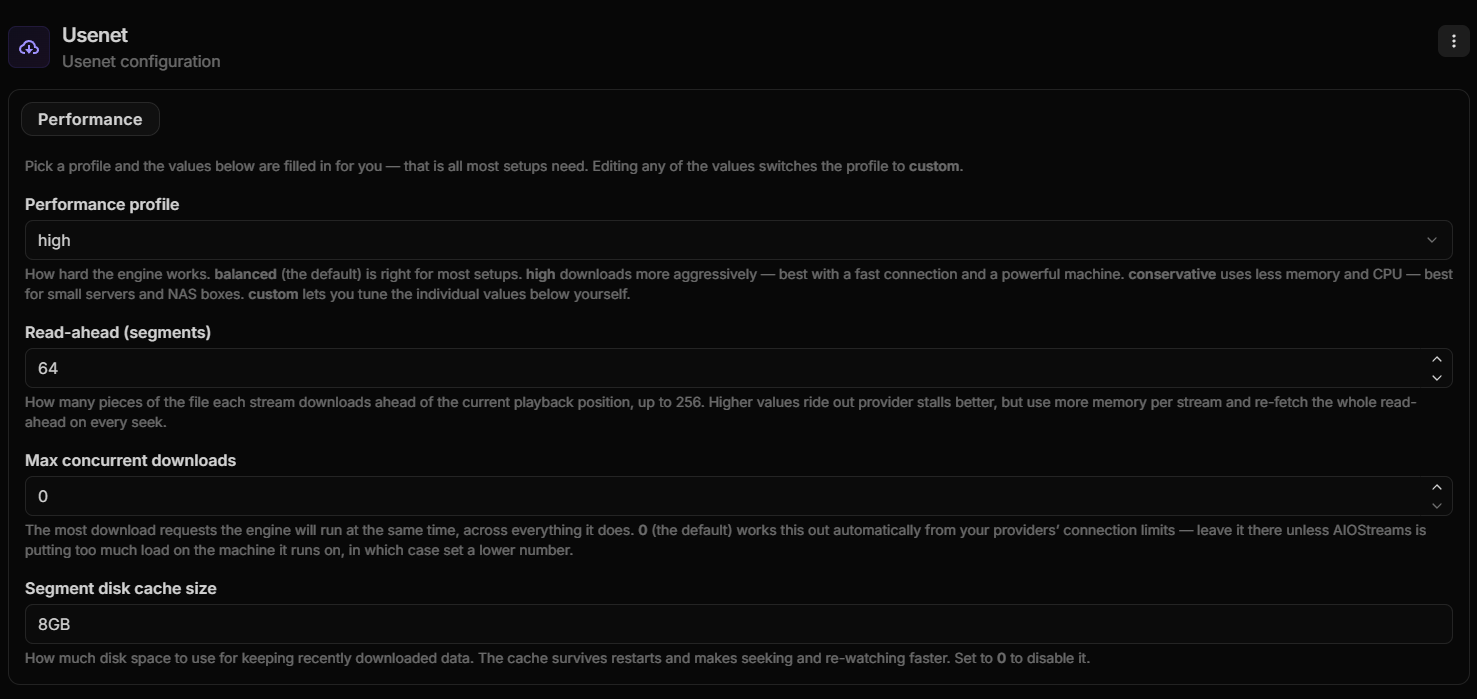 Usenet
Usenet configuration
Performance
Pick a profile and the values below are filled in for you — that is all most setups need. Editing any of the values switches the profile to custom.
Performance profile
high
How hard the engine works. balanced (the default) is right for most setups. high downloads more aggressively — best with a fast connection and a powerful machine. conservative uses less memory and CPU — best
for small servers and NAS boxes. custom lets you tune the individual values below yourself.
Read-ahead (segments)
64
How many pieces of the file each stream downloads ahead of the current playback position, up to 256. Higher values ride out provider stalls better, but use more memory per stream and re-fetch the whole read-
ahead on every seek.
Max concurrent downloads
0
The most download requests the engine will run at the same time, across everything it does. 0 (the default) works this out automatically from your providers’ connection limits — leave it there unless AIOStreams is
putting too much load on the machine it runs on, in which case set a lower number.
Segment disk cache size
8GB
How much disk space to use for keeping recently downloaded data. The cache survives restarts and makes seeking and re-watching faster. Set to 0 to disable it.